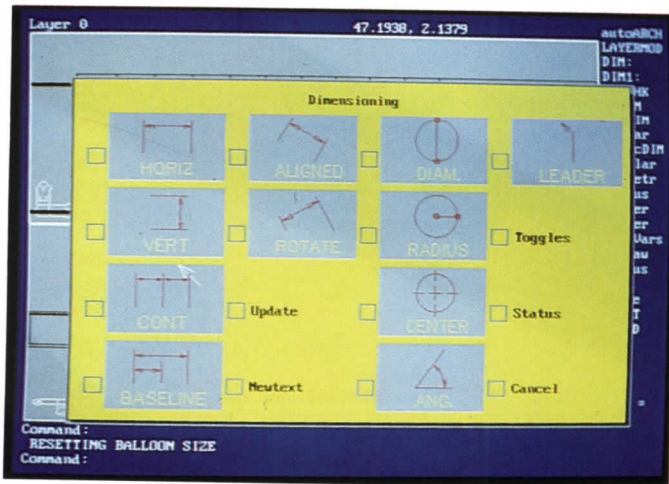 Layer 0 47.1938, 2.1379
autoARCH
LAYERMOD
DIM:
DIM1:
Dimensioning
HORIZ ALIGNED DIAM. LEADER
VERT ROTATE RADIUS Toggles
CONT Update CENTER Status
BASELINE Newtext ANG. Cancel
Command:
RESETTING BALLOON SIZE
Command: